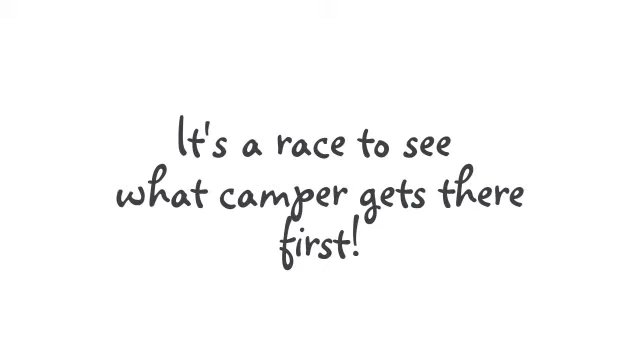 It's a race to see
what camper gets there
first!